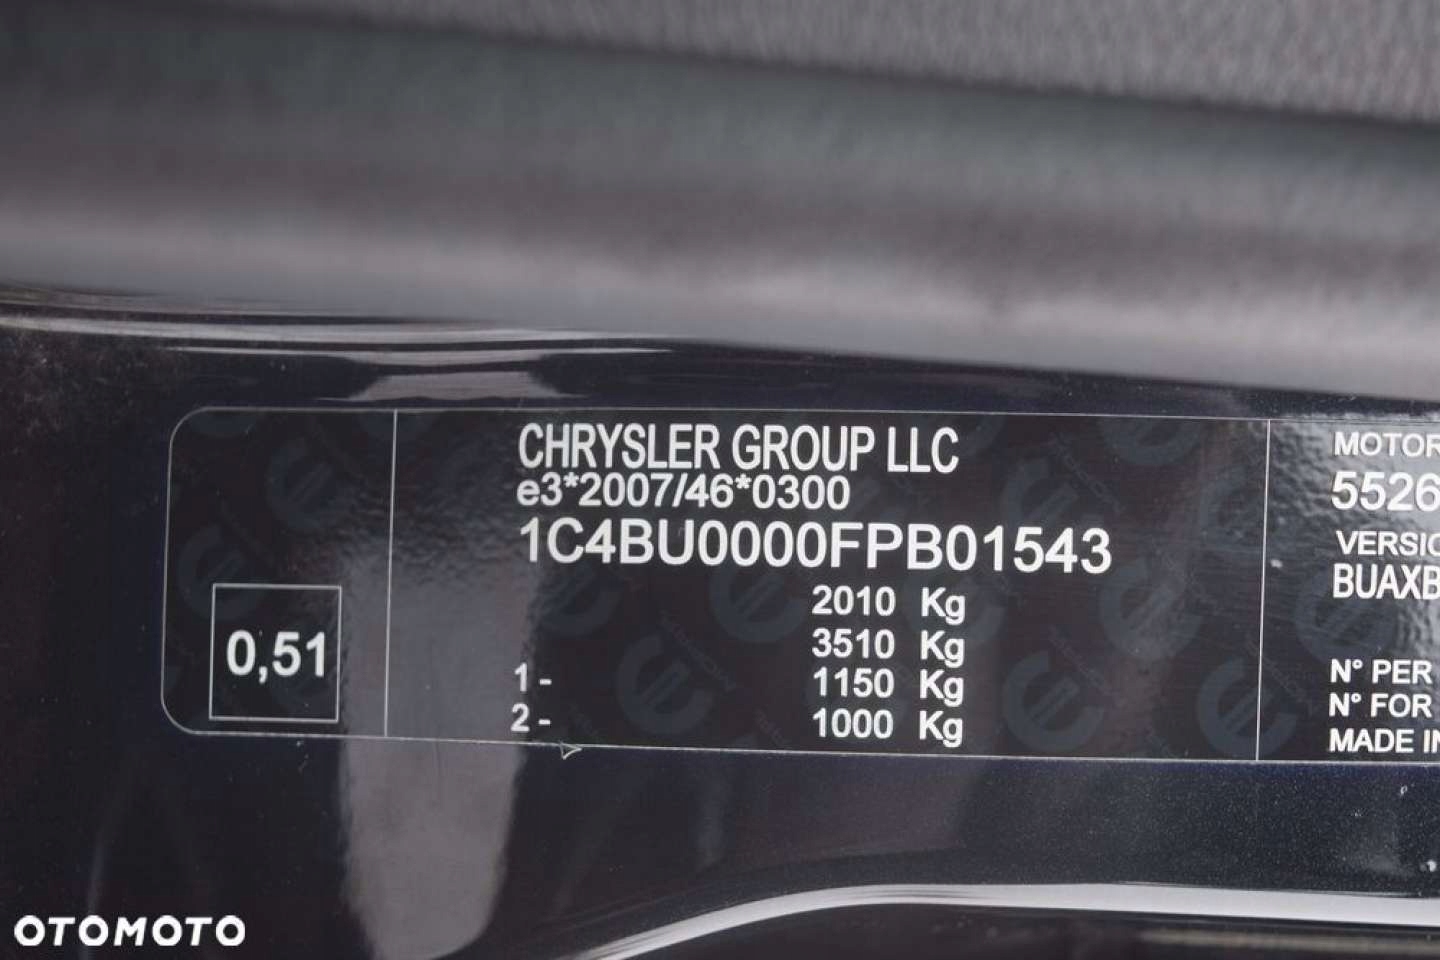 CHRYSLER GROUP LLC
e3*2007/46*0300
1C4BU0000FPB01543
2010 Kg
3510 Kg
1- 1150 Kg
2- 1000 Kg
0,51
MOTOR
5526
VERSIO
BUAXB
N° PER
N° FOR
MADE IN
OTOMOTO